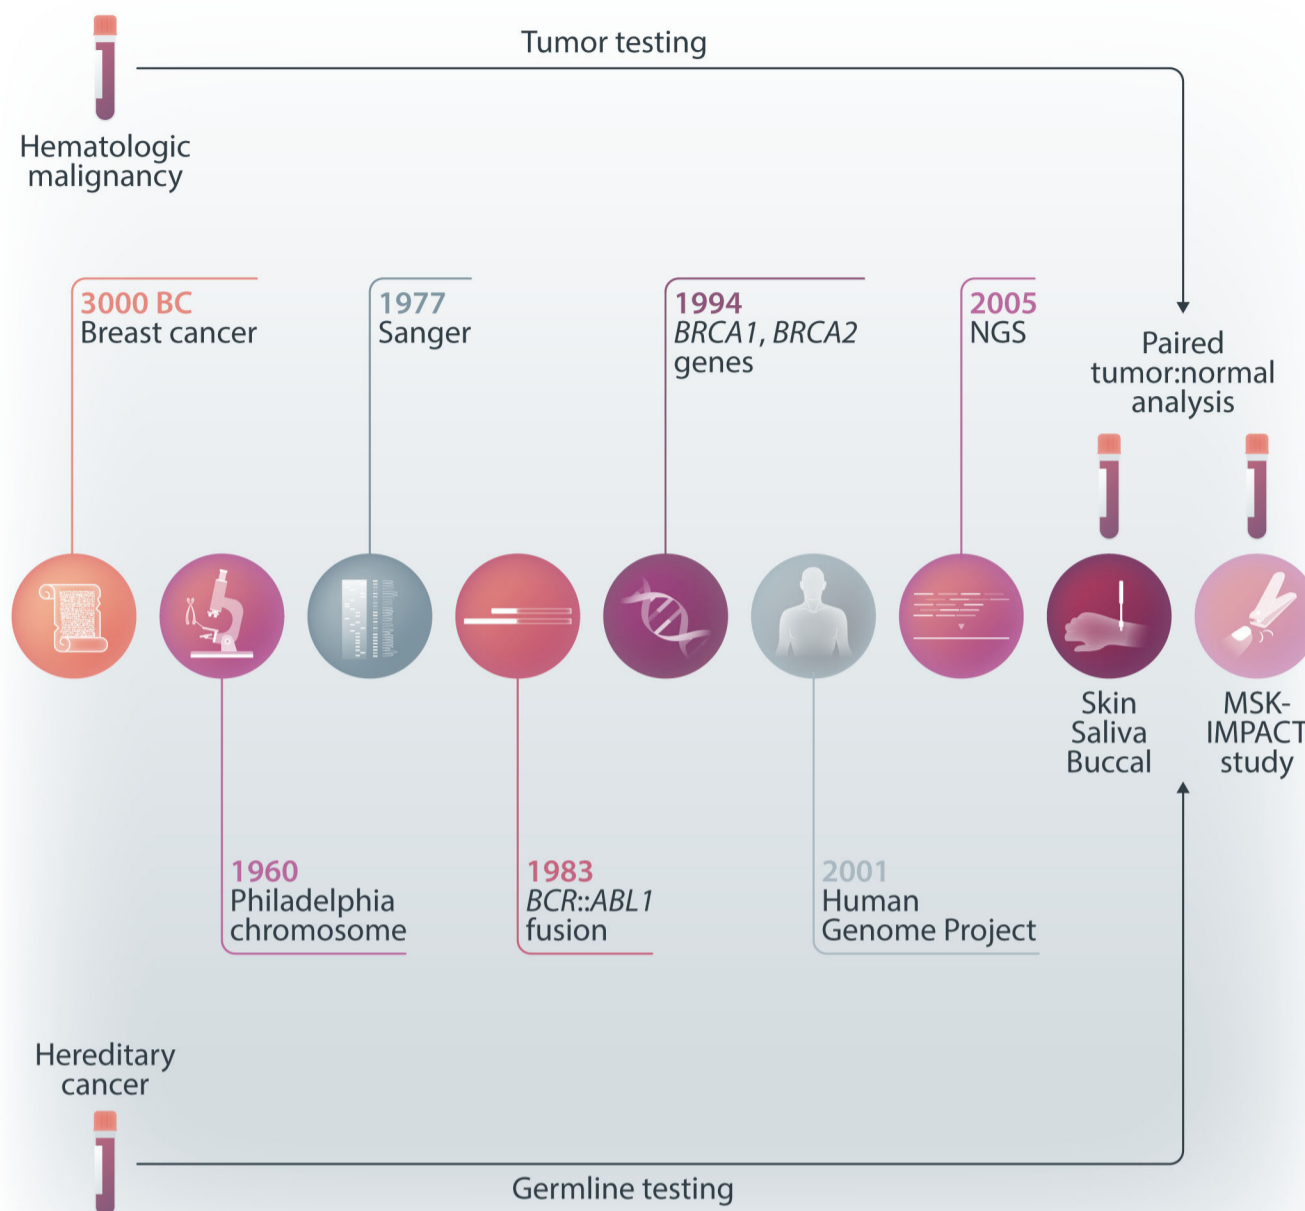 Tumor testing
Hematologic
malignancy
3000 BC
Breast cancer
1977
Sanger
1994
BRCA1, BRCA2
genes
2005
NGS
Paired
tumor:normal
analysis
Skin
Saliva
Buccal
MSK-
IMPACT
study
1960
Philadelphia
chromosome
1983
BCR::ABL1
fusion
2001
Human
Genome Project
Hereditary
cancer
Germline testing